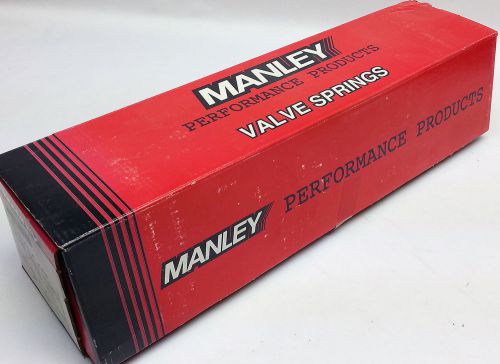 MANLEY
PERFORMANCE PRODUCTS
VALVE SPRINGS
MANLEY
PERFORMANCE PRODUCTS